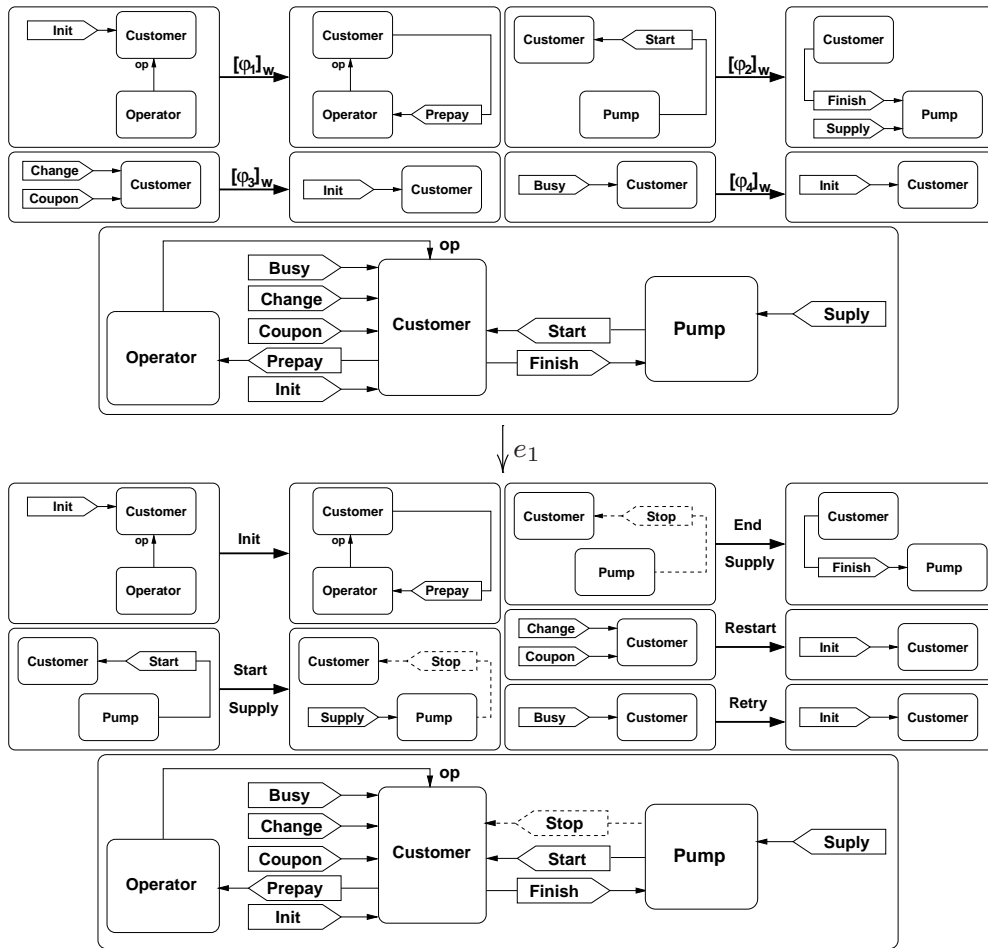 Init
Customer
op
Operator
[φ1]w
Customer
op
Operator
Prepay
Customer
Start
Pump
[φ2]w
Customer
Finish
Supply
Pump
Change
Coupon
Customer
[φ3]w
Init
Customer
Busy
Customer
[φ4]w
Init
Customer
op
Busy
Change
Coupon
Prepay
Init
Operator
Customer
Start
Finish
Pump
Suply
e1
Init
Customer
op
Operator
Init
Customer
op
Operator
Prepay
Customer
Stop
Pump
End
Supply
Customer
Finish
Pump
Customer
Start
Pump
Start
Supply
Customer
Stop
Supply
Pump
Change
Coupon
Customer
Restart
Init
Customer
Busy
Customer
Retry
Init
Customer
op
Busy
Change
Coupon
Prepay
Init
Operator
Customer
Stop
Start
Finish
Pump
Suply